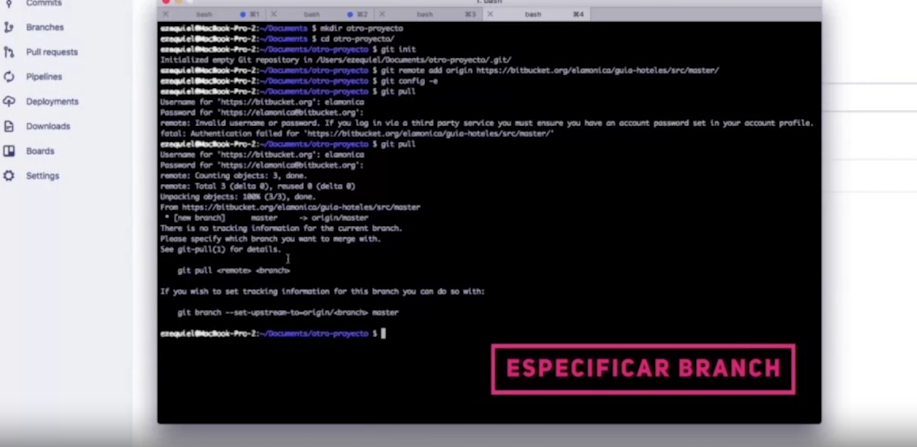 Commits
Branches
Pull requests
Pipelines
Deployments
Downloads
Boards
Settings
1. bash
bash ⌘1
bash ⌘2
bash ⌘3
bash ⌘4
ezequiel@MacBook-Pro-2:~/Documents $ mkdir otro-proyecto
ezequiel@MacBook-Pro-2:~/Documents $ cd otro-proyecto/
ezequiel@MacBook-Pro-2:~/Documents/otro-proyecto $ git init
Initialized empty Git repository in /Users/ezequiel/Documents/otro-proyecto/.git/
ezequiel@MacBook-Pro-2:~/Documents/otro-proyecto $ git remote add origin https://bitbucket.org/elamonica/guia-hoteles/src/master/
ezequiel@MacBook-Pro-2:~/Documents/otro-proyecto $ git config -e
ezequiel@MacBook-Pro-2:~/Documents/otro-proyecto $ git pull
Username for 'https://bitbucket.org': elamonica
Password for 'https://elamonica@bitbucket.org':
remote: Invalid username or password. If you log in via a third party service you must ensure you have an account password set in your account profile.
fatal: Authentication failed for 'https://bitbucket.org/elamonica/guia-hoteles/src/master/'
ezequiel@MacBook-Pro-2:~/Documents/otro-proyecto $ git pull
Username for 'https://bitbucket.org': elamonica
Password for 'https://elamonica@bitbucket.org':
remote: Counting objects: 3, done.
remote: Total 3 (delta 0), reused 0 (delta 0)
Unpacking objects: 100% (3/3), done.
From https://bitbucket.org/elamonica/guia-hoteles/src/master
* [new branch] master -> origin/master
There is no tracking information for the current branch.
Please specify which branch you want to merge with.
See git-pull(1) for details.
git pull <remote> <branch>
If you wish to set tracking information for this branch you can do so with:
git branch --set-upstream-to=origin/<branch> master
ezequiel@MacBook-Pro-2:~/Documents/otro-proyecto $
ESPECIFICAR BRANCH